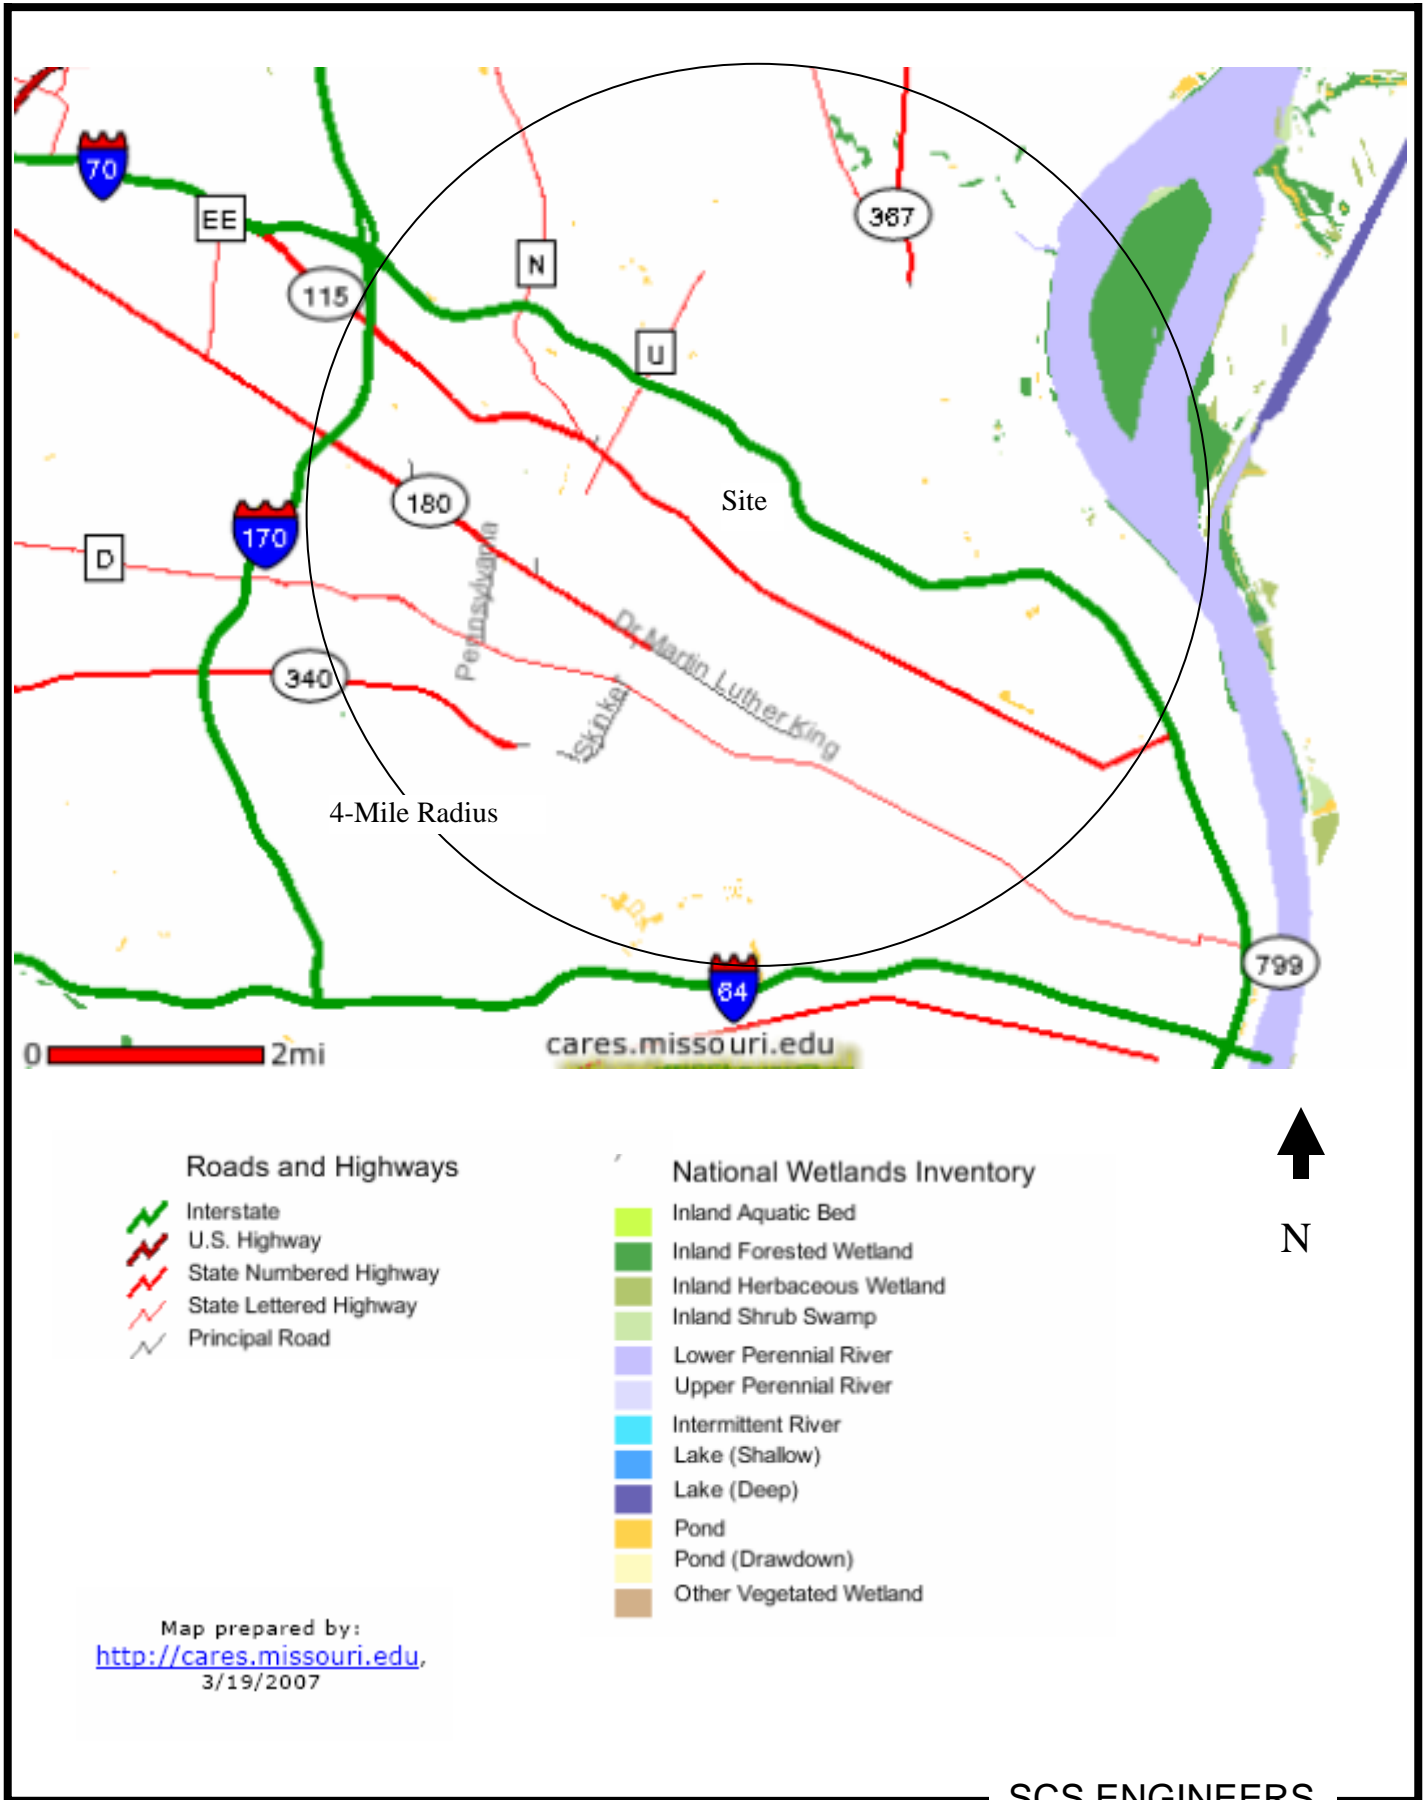 70
EE
367
N
115
U
Site
180
170
D
Pennsylvania
Dr Martin Luther King
340
Skinker
4-Mile Radius
799
64
0 2mi
cares.missouri.edu
Roads and Highways
Interstate
U.S. Highway
State Numbered Highway
State Lettered Highway
Principal Road
National Wetlands Inventory
Inland Aquatic Bed
Inland Forested Wetland
Inland Herbaceous Wetland
Inland Shrub Swamp
Lower Perennial River
Upper Perennial River
Intermittent River
Lake (Shallow)
Lake (Deep)
Pond
Pond (Drawdown)
Other Vegetated Wetland
N
Map prepared by:
http://cares.missouri.edu,
3/19/2007
SCS ENGINEERS